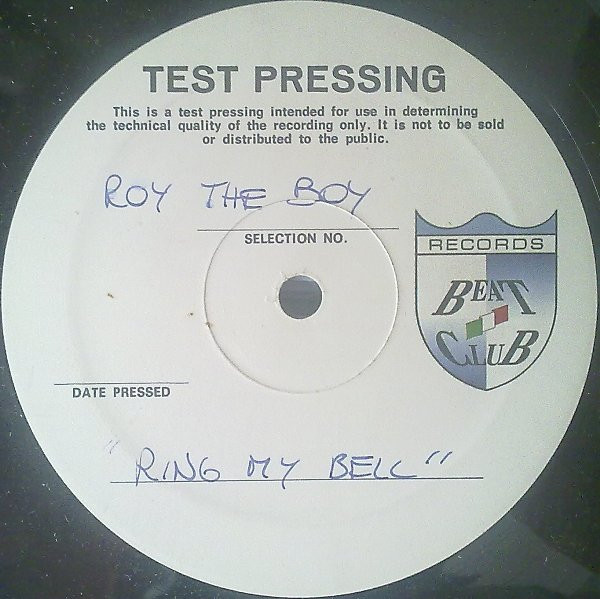 TEST PRESSING
This is a test pressing intended for use in determining
the technical quality of the recording only. It is not to be sold
or distributed to the public.
ROY THE BOY
SELECTION NO.
RECORDS
BEAT
CLUB
DATE PRESSED
"RING MY BELL"